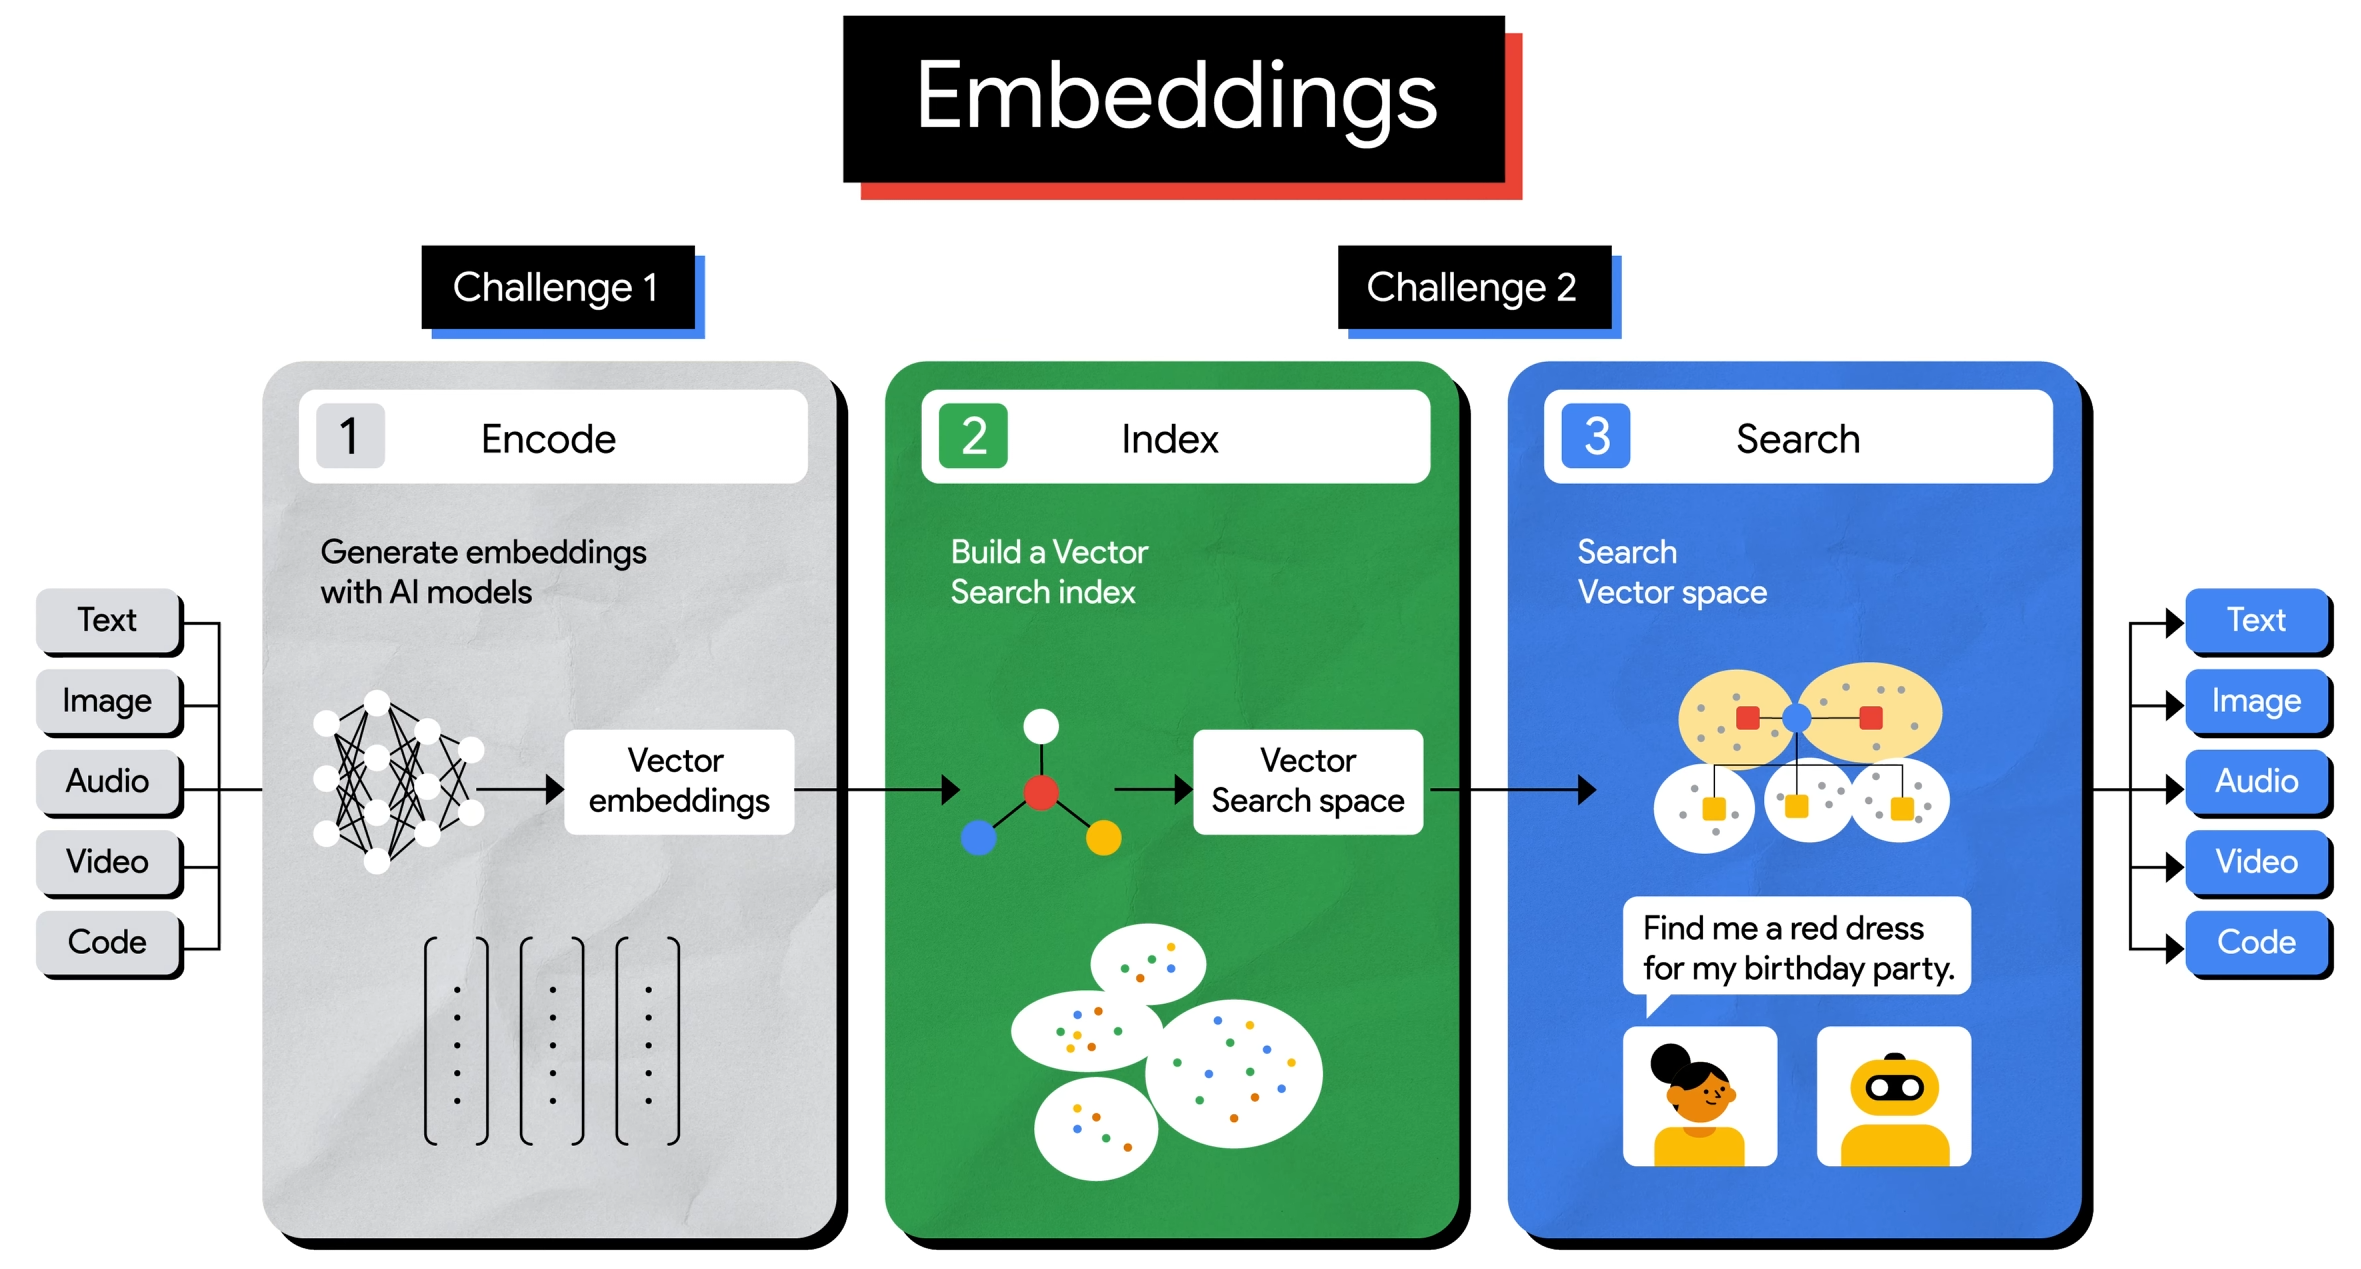 Embeddings
Challenge 1
Challenge 2
1
Encode
2
Index
3
Search
Generate embeddings
with AI models
Build a Vector
Search index
Search
Vector space
Text
Image
Audio
Video
Code
Vector
embeddings
Vector
Search space
Find me a red dress
for my birthday party.
Text
Image
Audio
Video
Code